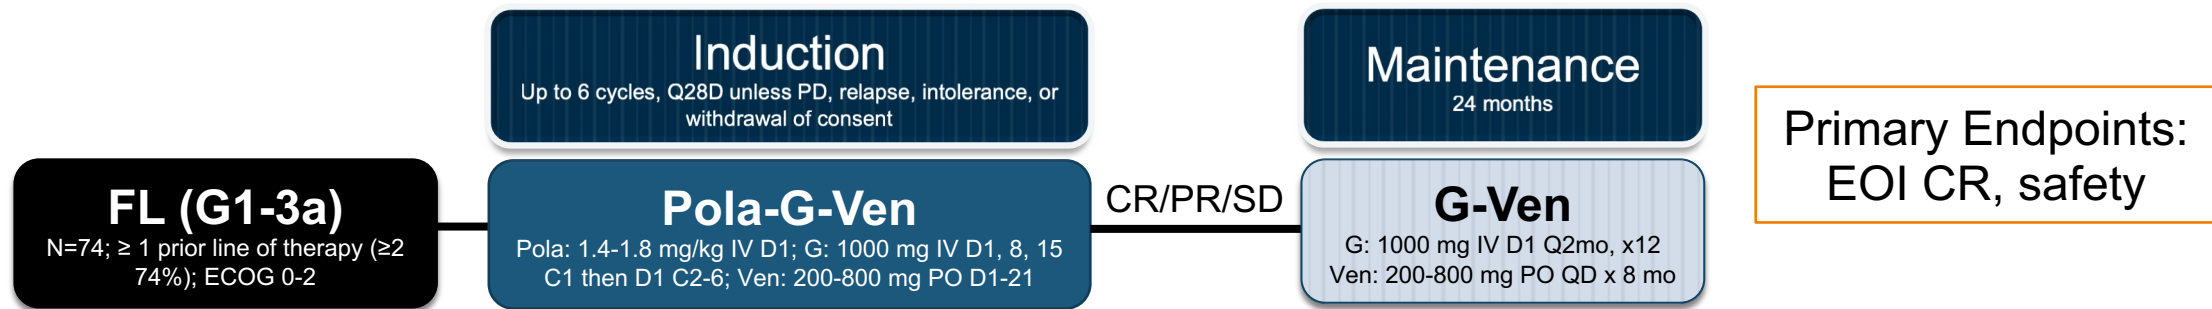 Induction
Up to 6 cycles, Q28D unless PD, relapse, intolerance, or
withdrawal of consent
Maintenance
24 months
FL (G1-3a)
N=74; ≥ 1 prior line of therapy (≥2
74%); ECOG 0-2
Pola-G-Ven
Pola: 1.4-1.8 mg/kg IV D1; G: 1000 mg IV D1, 8, 15
C1 then D1 C2-6; Ven: 200-800 mg PO D1-21
CR/PR/SD
G-Ven
G: 1000 mg IV D1 Q2mo, x12
Ven: 200-800 mg PO QD x 8 mo
Primary Endpoints:
EOI CR, safety